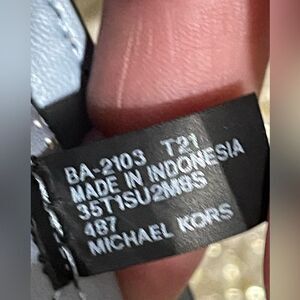 BA-2103 T21
MADE IN INDONESIA
35T1SU2M8S
487
MICHAEL KORS